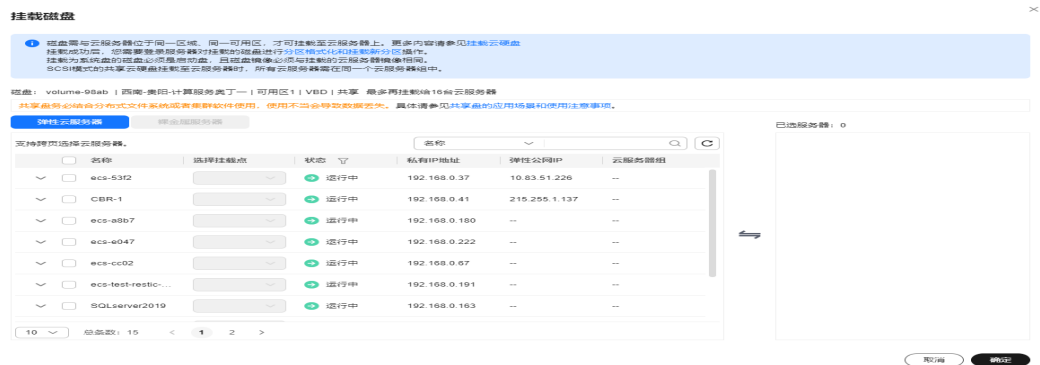 挂载磁盘
磁盘需与云服务器位于同一区域、同一可用区，才可挂载至云服务器上。更多内容请参见挂载云硬盘
挂载成功后，您需要登录服务器对挂载的磁盘进行分区格式化和挂载新分区操作。
挂载为系统盘的磁盘必须是启动盘，且磁盘镜像必须与挂载的云服务器镜像相同。
SCSI模式的共享云硬盘挂载至云服务器时，所有云服务器需在同一个云服务器组中。
磁盘： volume-98ab | 西南-贵阳-计算服务奥丁一 | 可用区1 | VBD | 共享 最多再挂载给16台云服务器
共享盘务必结合分布式文件系统或者集群软件使用，使用不当会导致数据丢失。具体请参见共享盘的应用场景和使用注意事项。
弹性云服务器 裸金属服务器
已选服务器：0
支持跨页选择云服务器。 名称
名称 选择挂载点 状态 私有IP地址 弹性公网IP 云服务器组
ecs-53f2 运行中 192.168.0.37 10.83.51.226 --
CBR-1 运行中 192.168.0.41 215.255.1.137 --
ecs-a8b7 运行中 192.168.0.180 -- --
ecs-e047 运行中 192.168.0.222 -- --
ecs-cc02 运行中 192.168.0.67 -- --
ecs-test-restic-... 运行中 192.168.0.191 -- --
SQLserver2019 运行中 192.168.0.163 -- --
10 总条数：15 < 1 2 >
取消 确定